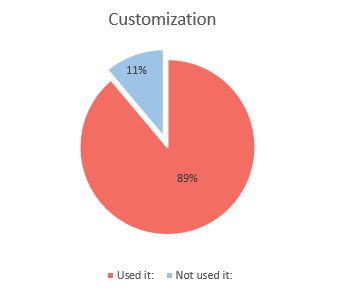 Customization
11%
89%
Used it:
Not used it: